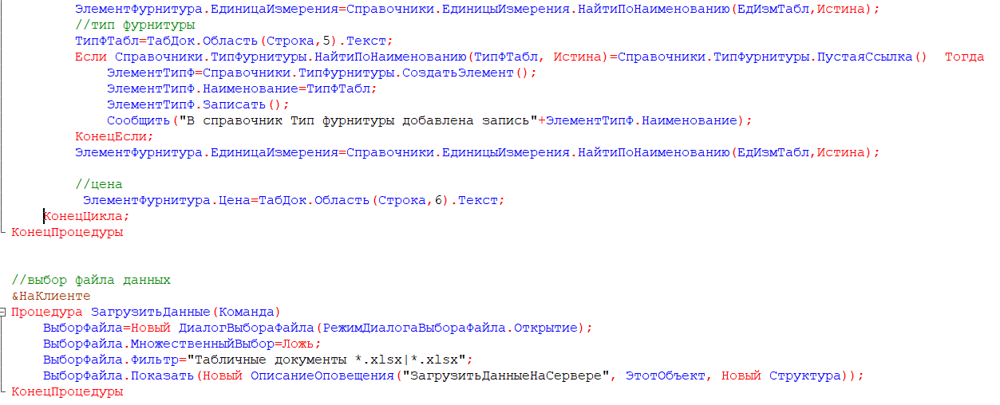 ЭлементФурнитура.ЕдиницаИзмерения=Справочники.ЕдиницыИзмерения.НайтиПоНаименованию(ЕдИзмТабл,Истина);
//тип фурнитуры
ТипФТабл=ТабДок.Область(Строка,5).Текст;
Если Справочники.ТипФурнитуры.НайтиПоНаименованию(ТипФТабл, Истина)=Справочники.ТипФурнитуры.ПустаяСсылка()  Тогда
ЭлементТипФ=Справочники.ТипФурнитуры.СоздатьЭлемент();
ЭлементТипФ.Наименование=ТипФТабл;
ЭлементТипФ.Записать();
Сообщить("В справочник Тип фурнитуры добавлена запись"+ЭлементТипФ.Наименование);
КонецЕсли;
ЭлементФурнитура.ЕдиницаИзмерения=Справочники.ЕдиницыИзмерения.НайтиПоНаименованию(ЕдИзмТабл,Истина);
//цена
ЭлементФурнитура.Цена=ТабДок.Область(Строка,6).Текст;
КонецЦикла;
КонецПроцедуры
//выбор файла данных
&НаКлиенте
Процедура ЗагрузитьДанные(Команда)
ВыборФайла=Новый ДиалогВыбораФайла(РежимДиалогаВыбораФайла.Открытие);
ВыборФайла.МножественныйВыбор=Ложь;
ВыборФайла.Фильтр="Табличные документы *.xlsx|*.xlsx";
ВыборФайла.Показать(Новый ОписаниеОповещения("ЗагрузитьДанныеНаСервере", ЭтотОбъект, Новый Структура));
КонецПроцедуры